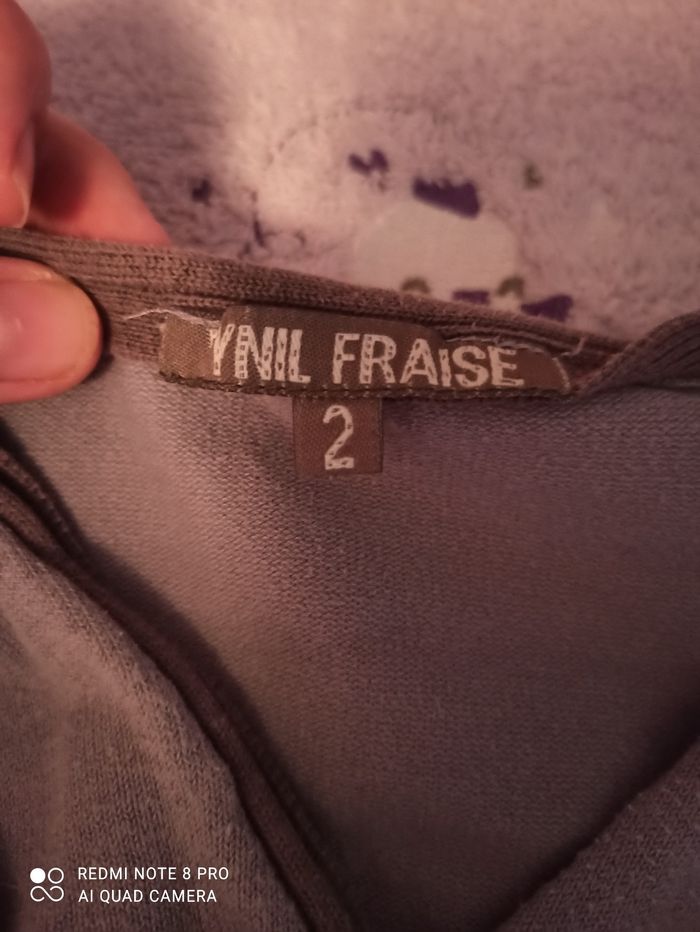 YNIL FRAISE
2
REDMI NOTE 8 PRO
AI QUAD CAMERA